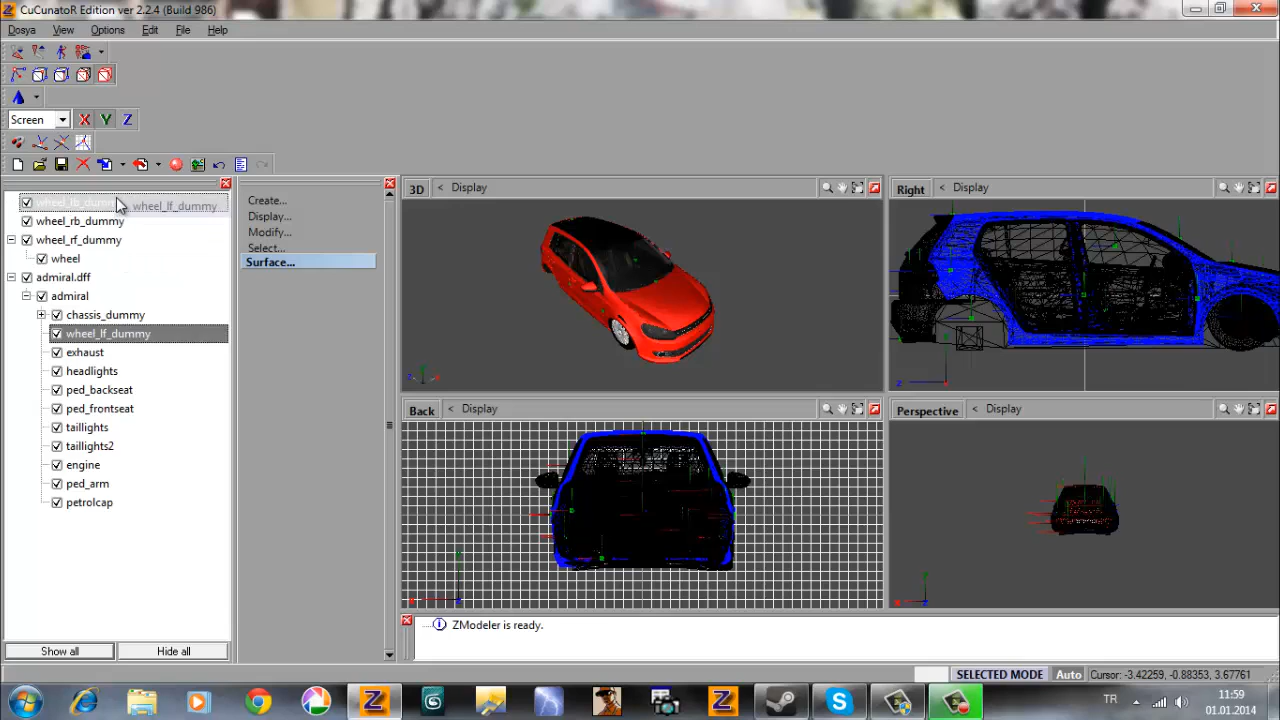 CuCunatoR Edition ver 2.2.4 (Build 986)
Dosya View Options Edit File Help
Screen X Y Z
wheel_lb_dummy wheel_lf_dummy
wheel_rb_dummy
wheel_rf_dummy
wheel
admiral.dff
admiral
chassis_dummy
wheel_lf_dummy
exhaust
headlights
ped_backseat
ped_frontseat
taillights
taillights2
engine
ped_arm
petrolcap
Show all Hide all
Create...
Display...
Modify...
Select...
Surface...
3D < Display
Right < Display
Back < Display
Perspective < Display
ZModeler is ready.
SELECTED MODE Auto Cursor: -3.42259, -0.88353, 3.67761
TR
11:59
01.01.2014